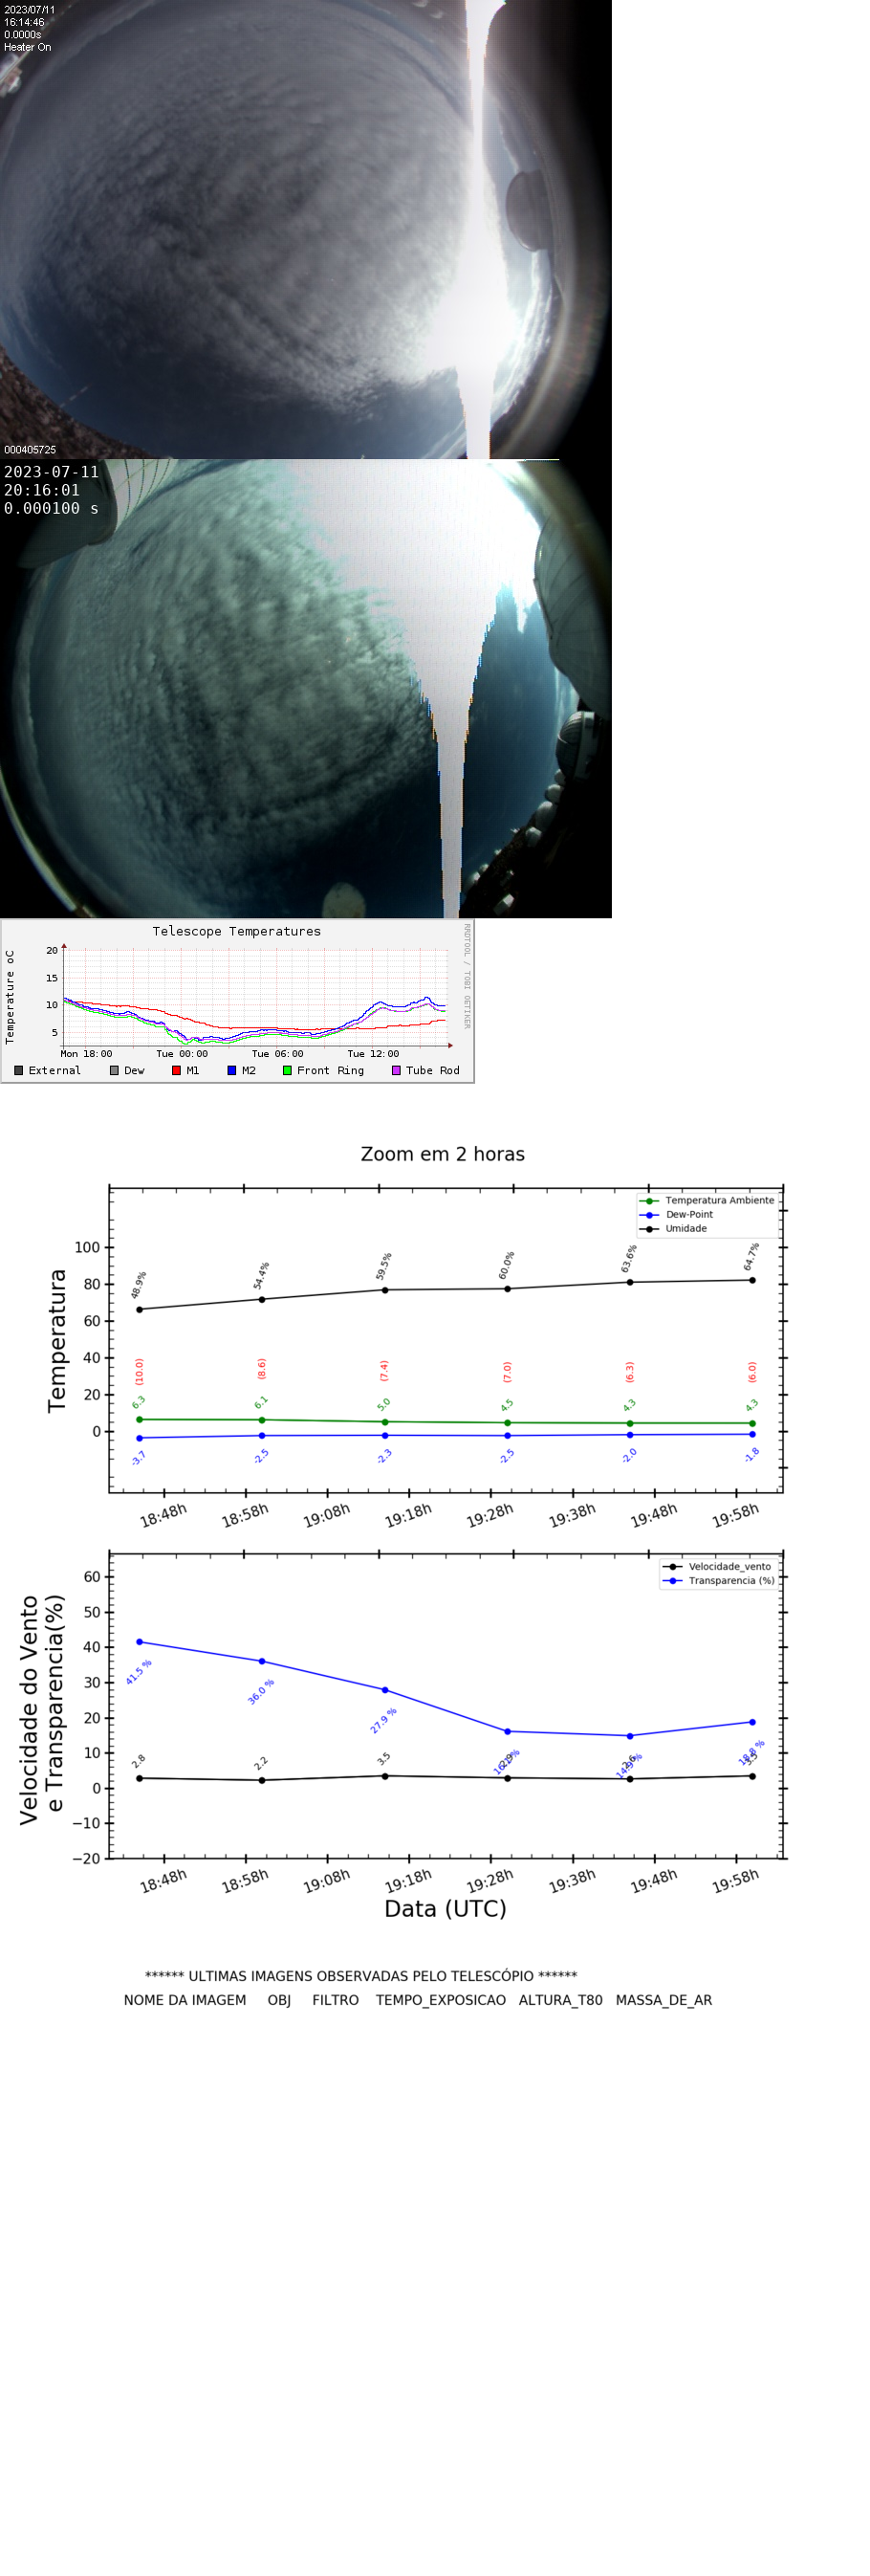 2023/07/11
16:14:46
0.0000s
Heater On
000405725
2023-07-11
20:16:01
0.000100 s
Telescope Temperatures
RRDTOOL / TOBI OETIKER
Temperature oC
20
15
10
5
Mon 18:00 Tue 00:00 Tue 06:00 Tue 12:00
External Dew M1 M2 Front Ring Tube Rod
Zoom em 2 horas
Temperatura Ambiente
Dew-Point
Umidade
Temperatura
100
80
60
40
20
0
48.9% 54.4% 59.5% 60.0% 63.6% 64.7%
(10.0) (8.6) (7.4) (7.0) (6.3) (6.0)
6.3 6.1 5.0 4.5 4.3 4.3
-3.7 -2.5 -2.3 -2.5 -2.0 -1.8
18:48h 18:58h 19:08h 19:18h 19:28h 19:38h 19:48h 19:58h
Velocidade_vento
Transparencia (%)
Velocidade do Vento
e Transparencia(%)
60
50
40
30
20
10
0
−10
−20
41.5 % 36.0 % 27.9 %
2.8 2.2 3.5
18:48h 18:58h 19:08h 19:18h 19:28h 19:38h 19:48h 19:58h
Data (UTC)
****** ULTIMAS IMAGENS OBSERVADAS PELO TELESCÓPIO ******
NOME DA IMAGEM OBJ FILTRO TEMPO_EXPOSICAO ALTURA_T80 MASSA_DE_AR